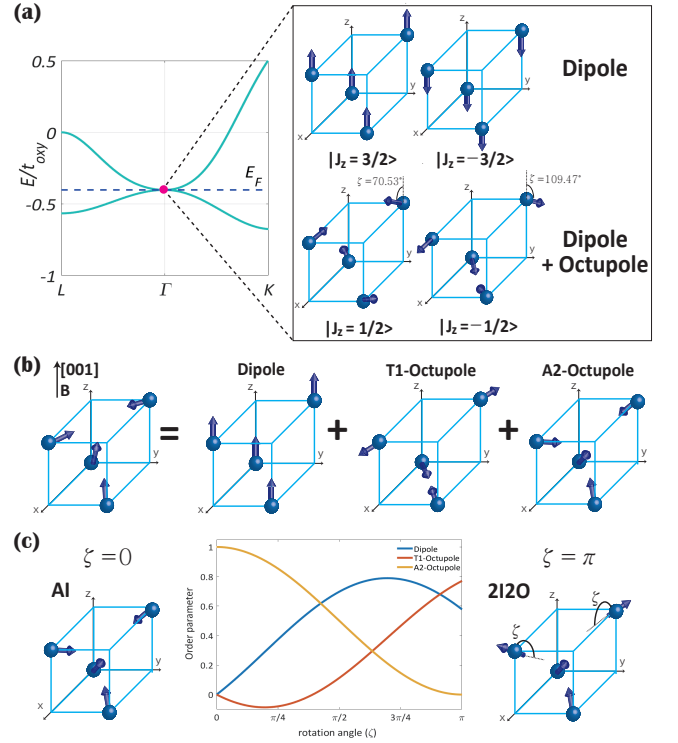 (a)
0.5
0
-0.5
-1
E/t_oxy
E_F
L
Γ
K
z
y
x
z
y
x
Dipole
|J_z = 3/2>
|J_z=−3/2>
ζ=70.53°
ζ=109.47°
z
y
x
z
y
x
Dipole
+ Octupole
|J_z = 1/2>
|J_z=−1/2>
(b)
[001]
B
Dipole
T1-Octupole
A2-Octupole
z
y
x
=
z
y
x
+
z
y
x
+
z
y
x
(c)
ζ=0
AI
z
y
x
1
0.8
0.6
0.4
0.2
0
Order parameter
Dipole
T1-Octupole
A2-Octupole
0
π/4
π/2
3π/4
π
rotation angle (ζ)
ζ = π
2I2O
ζ
ζ
z
y
x